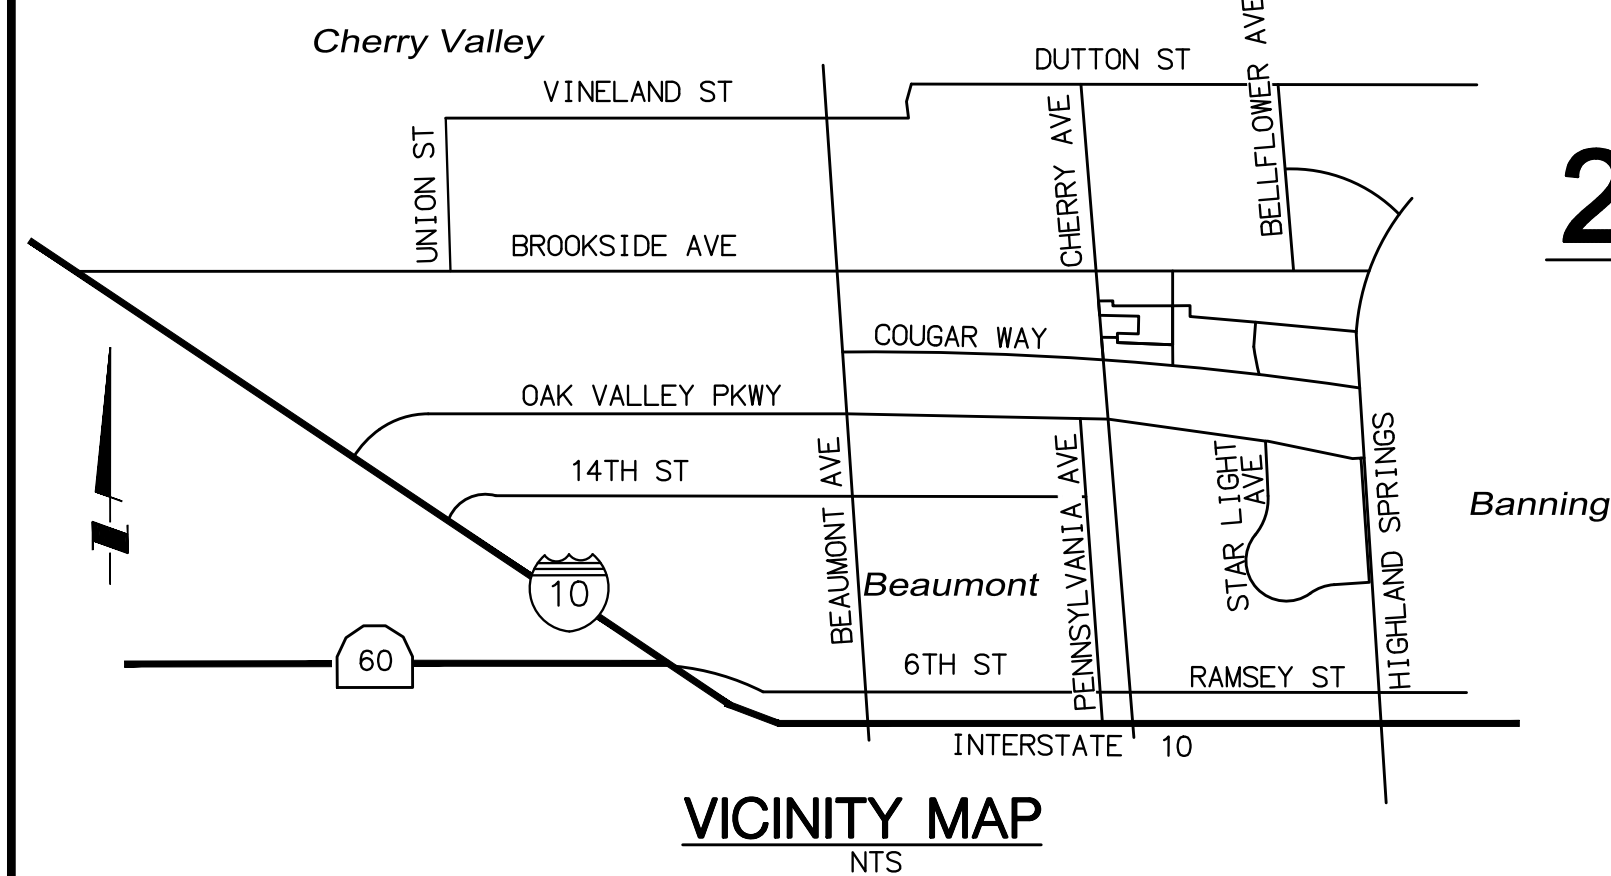 Cherry Valley
DUTTON ST
BELLFLOWER AVE
VINELAND ST
CHERRY AVE
UNION ST
2
BROOKSIDE AVE
COUGAR WAY
OAK VALLEY PKWY
BEAUMONT AVE
14TH ST
PENNSYLVANIA AVE
STAR LIGHT
AVE
HIGHLAND SPRINGS
Banning
10
Beaumont
60
6TH ST
RAMSEY ST
INTERSTATE 10
VICINITY MAP
NTS